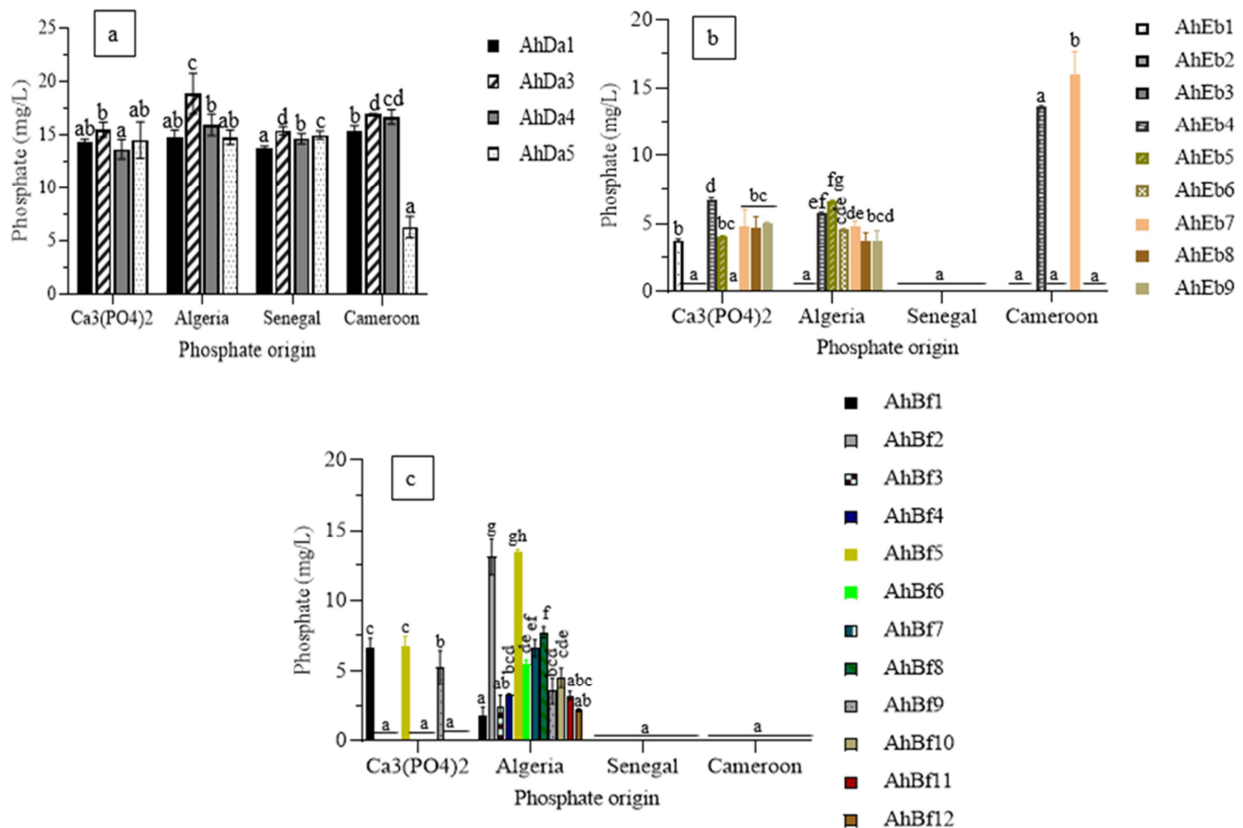 a
Phosphate (mg/L)
25
20
15
10
5
0
ab b a ab
ab c b ab
a d b c
b d cd a
Ca3(PO4)2 Algeria Senegal Cameroon
Phosphate origin
AhDa1
AhDa3
AhDa4
AhDa5
b
Phosphate (mg/L)
20
15
10
5
0
b a d bc a bc
a ef fg cde de bcd
a
a a a b a
Ca3(PO4)2 Algeria Senegal Cameroon
Phosphate origin
AhEb1
AhEb2
AhEb3
AhEb4
AhEb5
AhEb6
AhEb7
AhEb8
AhEb9
c
Phosphate (mg/L)
20
15
10
5
0
c a c a b a
a g ab bcd gh de ef f bcd cde abc ab
a
a
Ca3(PO4)2 Algeria Senegal Cameroon
Phosphate origin
AhBf1
AhBf2
AhBf3
AhBf4
AhBf5
AhBf6
AhBf7
AhBf8
AhBf9
AhBf10
AhBf11
AhBf12